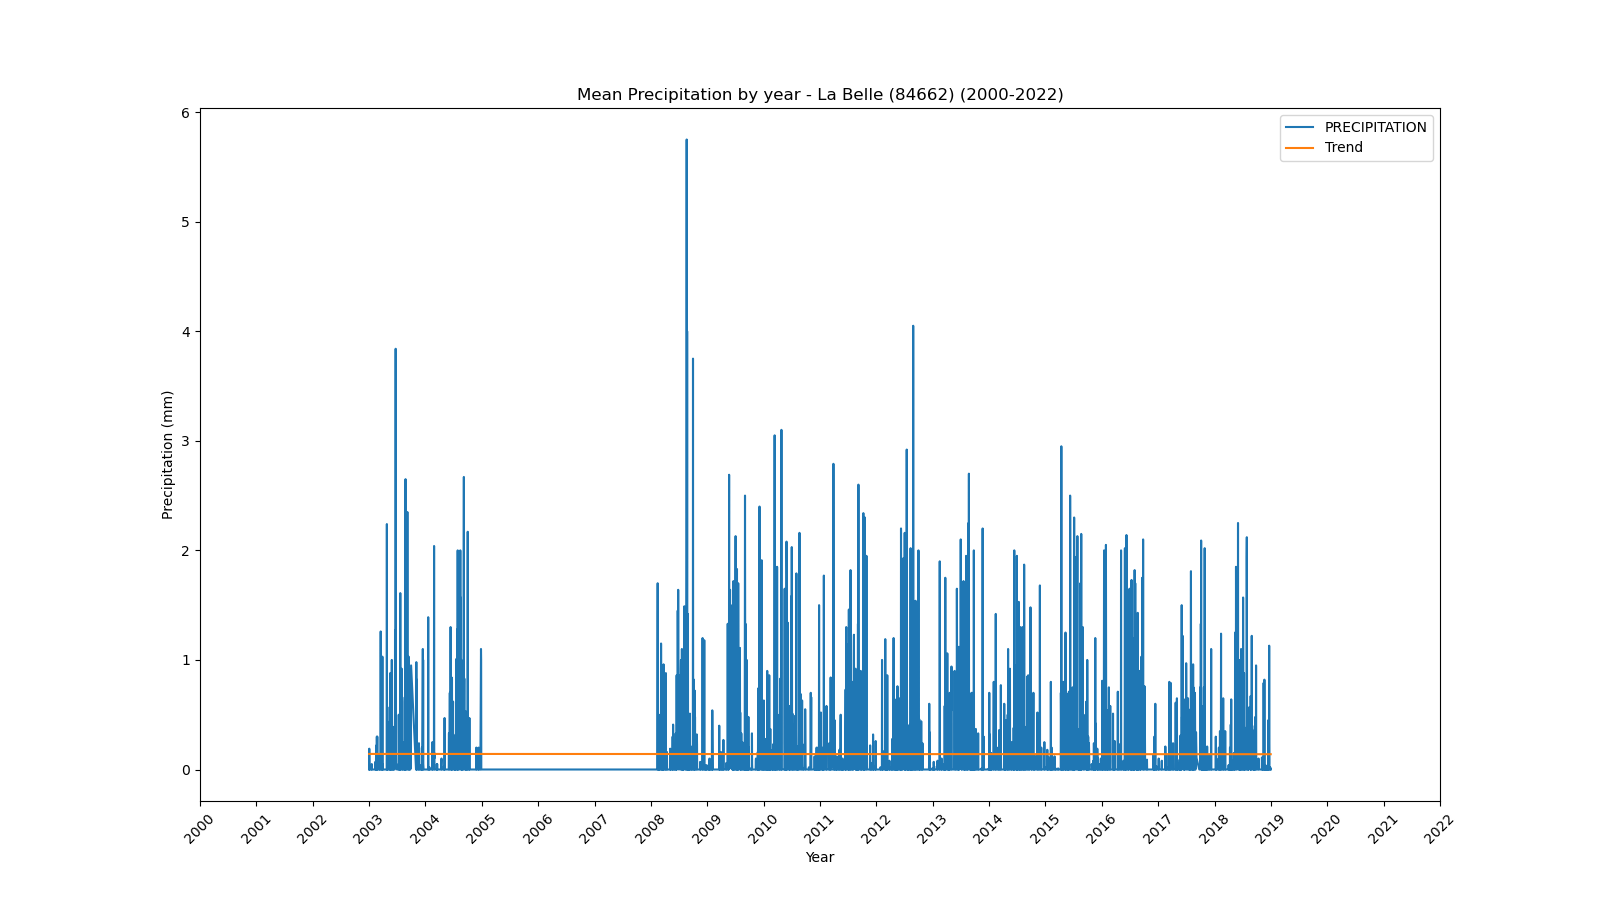 Mean Precipitation by year - La Belle (84662) (2000-2022)
PRECIPITATION
Trend
6
5
4
3
2
1
0
Precipitation (mm)
2000 2001 2002 2003 2004 2005 2006 2007 2008 2009 2010 2011 2012 2013 2014 2015 2016 2017 2018 2019 2020 2021 2022
Year